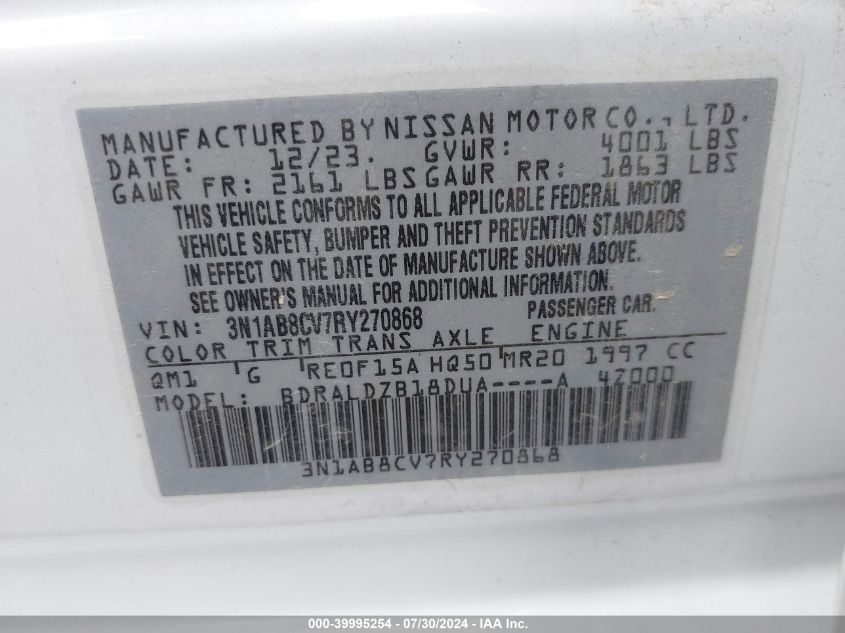 MANUFACTURED BY NISSAN MOTOR CO., LTD.
DATE: 12/23. GVWR: 4001 LBS
GAWR FR: 2161 LBS GAWR RR: 1863 LBS
THIS VEHICLE CONFORMS TO ALL APPLICABLE FEDERAL MOTOR
VEHICLE SAFETY, BUMPER AND THEFT PREVENTION STANDARDS
IN EFFECT ON THE DATE OF MANUFACTURE SHOWN ABOVE.
SEE OWNER'S MANUAL FOR ADDITIONAL INFORMATION.
VIN: 3N1AB8CV7RY270868 PASSENGER CAR.
COLOR TRIM TRANS AXLE ENGINE
QM1 G RE0F15A HQ50 MR20 1997 CC
MODEL: BDRALDZB18DUA----A 4Z000
3N1AB8CV7RY270868
000-39995254 - 07/30/2024 - IAA Inc.